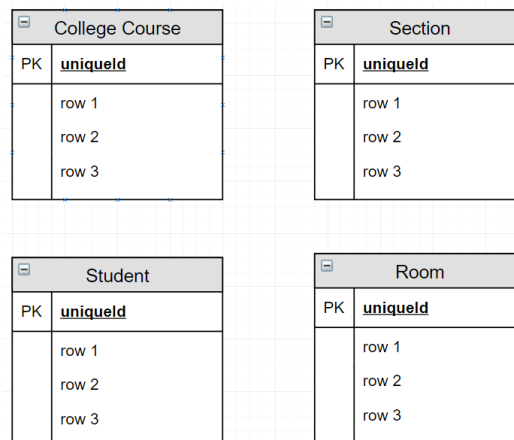 College Course
PK uniqueId
row 1
row 2
row 3
Section
PK uniqueId
row 1
row 2
row 3
Student
PK uniqueId
row 1
row 2
row 3
Room
PK uniqueId
row 1
row 2
row 3